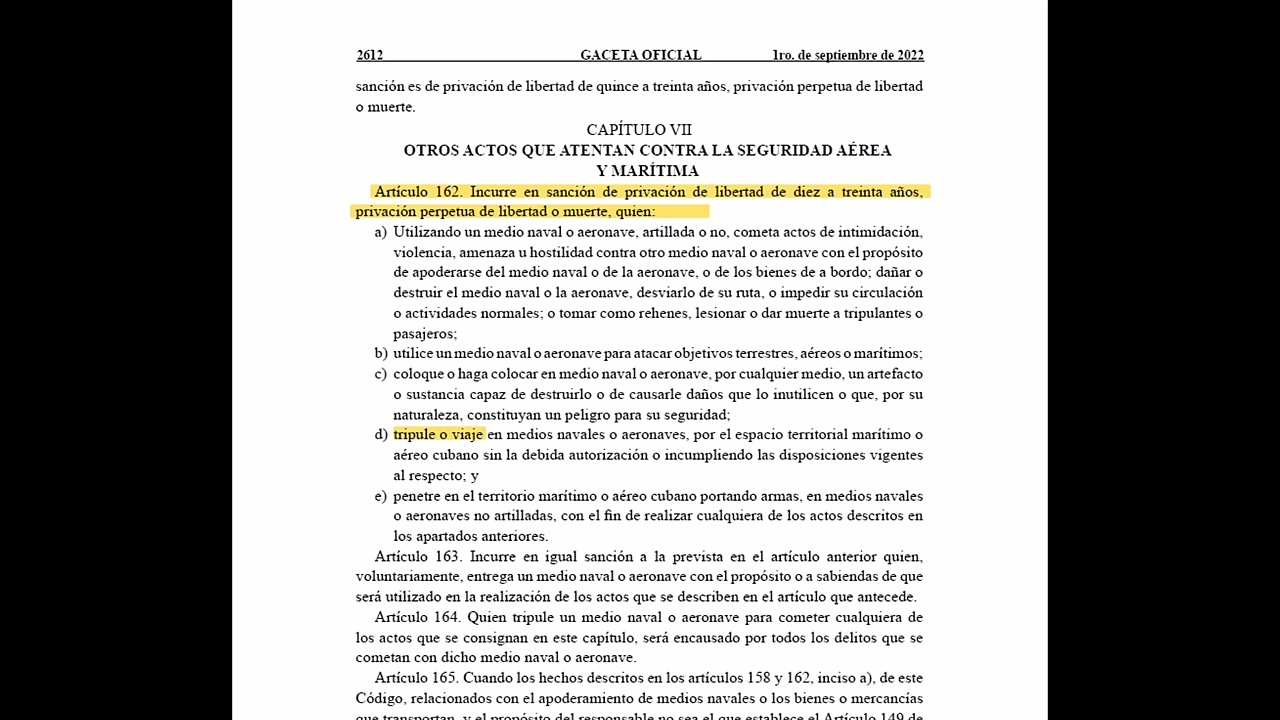 2612 GACETA OFICIAL 1ro. de septiembre de 2022
sanción es de privación de libertad de quince a treinta años, privación perpetua de libertad
o muerte.
CAPÍTULO VII
OTROS ACTOS QUE ATENTAN CONTRA LA SEGURIDAD AÉREA
Y MARÍTIMA
Artículo 162. Incurre en sanción de privación de libertad de diez a treinta años,
privación perpetua de libertad o muerte, quien:
a) Utilizando un medio naval o aeronave, artillada o no, cometa actos de intimidación,
violencia, amenaza u hostilidad contra otro medio naval o aeronave con el propósito
de apoderarse del medio naval o de la aeronave, o de los bienes de a bordo; dañar o
destruir el medio naval o la aeronave, desviarlo de su ruta, o impedir su circulación
o actividades normales; o tomar como rehenes, lesionar o dar muerte a tripulantes o
pasajeros;
b) utilice un medio naval o aeronave para atacar objetivos terrestres, aéreos o marítimos;
c) coloque o haga colocar en medio naval o aeronave, por cualquier medio, un artefacto
o sustancia capaz de destruirlo o de causarle daños que lo inutilicen o que, por su
naturaleza, constituyan un peligro para su seguridad;
d) tripule o viaje en medios navales o aeronaves, por el espacio territorial marítimo o
aéreo cubano sin la debida autorización o incumpliendo las disposiciones vigentes
al respecto; y
e) penetre en el territorio marítimo o aéreo cubano portando armas, en medios navales
o aeronaves no artilladas, con el fin de realizar cualquiera de los actos descritos en
los apartados anteriores.
Artículo 163. Incurre en igual sanción a la prevista en el artículo anterior quien,
voluntariamente, entrega un medio naval o aeronave con el propósito o a sabiendas de que
será utilizado en la realización de los actos que se describen en el artículo que antecede.
Artículo 164. Quien tripule un medio naval o aeronave para cometer cualquiera de
los actos que se consignan en este capítulo, será encausado por todos los delitos que se
cometan con dicho medio naval o aeronave.
Artículo 165. Cuando los hechos descritos en los artículos 158 y 162, inciso a), de este
Código, relacionados con el apoderamiento de medios navales o los bienes o mercancías
que transportan, y el propósito del responsable no sea el que establece el Artículo 149 de